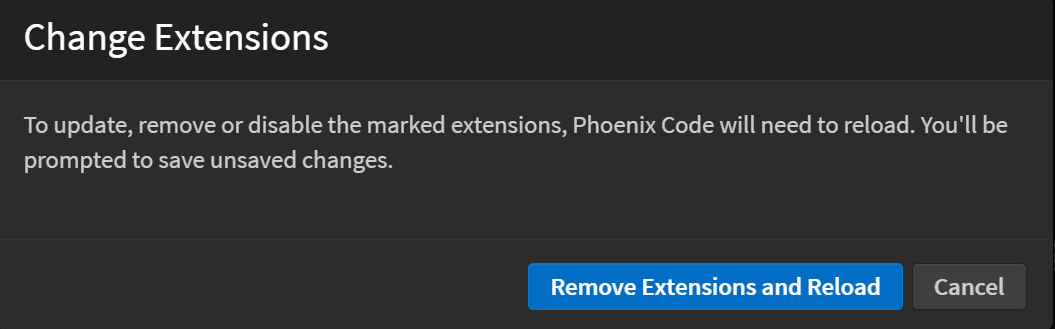 Change Extensions
To update, remove or disable the marked extensions, Phoenix Code will need to reload. You'll be
prompted to save unsaved changes.
Remove Extensions and Reload
Cancel